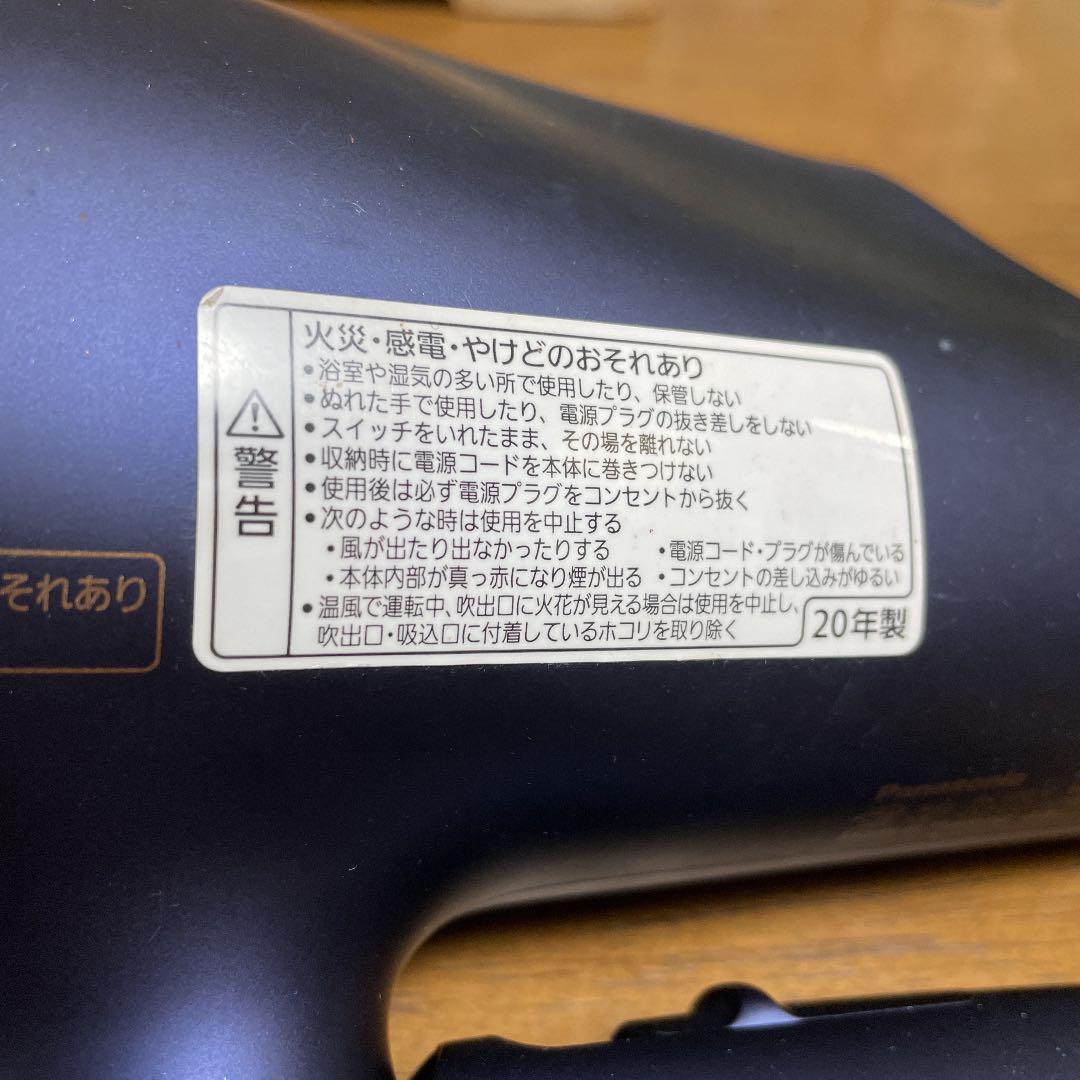 火災・感電・やけどのおそれあり
警告
・浴室や湿気の多い所で使用したり、保管しない
・ぬれた手で使用したり、電源プラグの抜き差しをしない
・スイッチをいれたまま、その場を離れない
・収納時に電源コードを本体に巻きつけない
・使用後は必ず電源プラグをコンセントから抜く
・次のような時は使用を中止する
・風が出たり出なかったりする ・電源コード・プラグが傷んでいる
・本体内部が真っ赤になり煙が出る ・コンセントの差し込みがゆるい
・温風で運転中、吹出口に火花が見える場合は使用を中止し、
吹出口・吸込口に付着しているホコリを取り除く
20年製
それあり
Panasonic